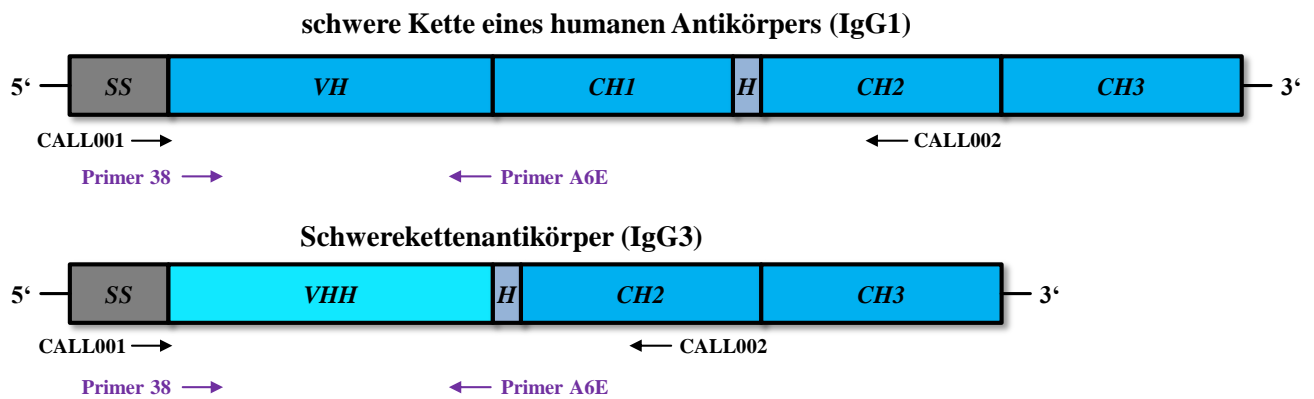 schwere Kette eines humanen Antikörpers (IgG1)
5‘ SS VH CH1 H CH2 CH3 3‘
CALL001 CALL002
Primer 38 Primer A6E
Schwerekettenantikörper (IgG3)
5‘ SS VHH H CH2 CH3 3‘
CALL001 CALL002
Primer 38 Primer A6E